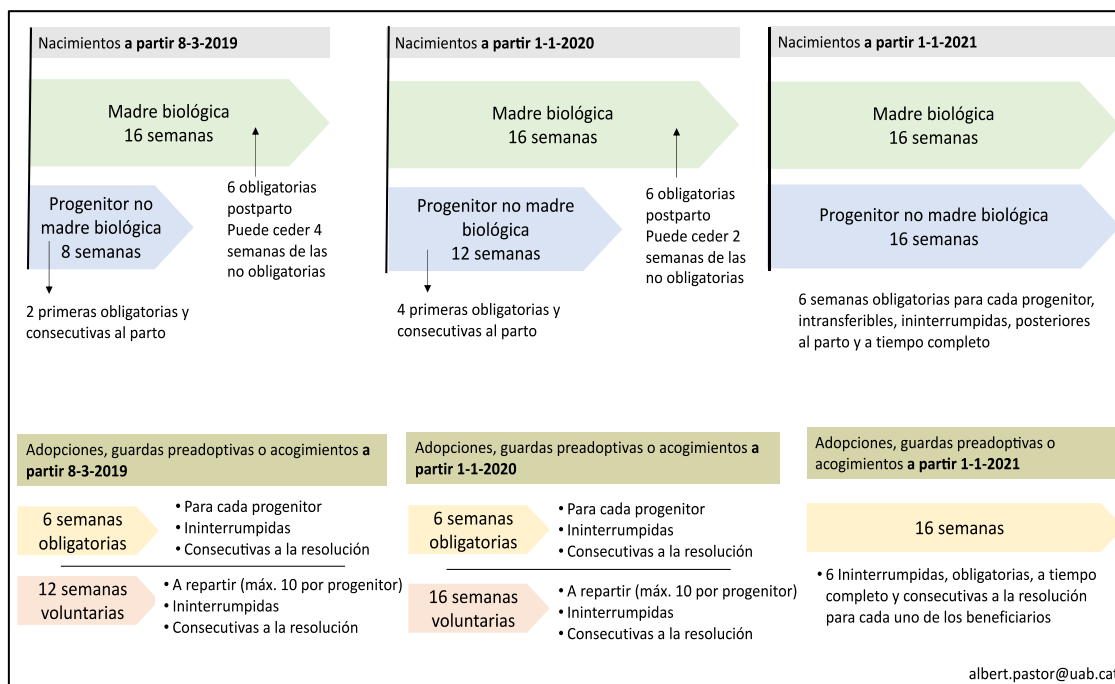 Nacimientos a partir 8-3-2019
Madre biológica
16 semanas
Progenitor no
madre biológica
8 semanas
6 obligatorias
postparto
Puede ceder 4
semanas de las
no obligatorias
2 primeras obligatorias y
consecutivas al parto
Nacimientos a partir 1-1-2020
Madre biológica
16 semanas
Progenitor no madre
biológica
12 semanas
6 obligatorias
postparto
Puede ceder 2
semanas de las
no obligatorias
4 primeras obligatorias y
consecutivas al parto
Nacimientos a partir 1-1-2021
Madre biológica
16 semanas
Progenitor no madre biológica
16 semanas
6 semanas obligatorias para cada progenitor,
intransferibles, ininterrumpidas, posteriores
al parto y a tiempo completo
Adopciones, guardas preadoptivas o acogimientos a
partir 8-3-2019
6 semanas
obligatorias
• Para cada progenitor
• Ininterrumpidas
• Consecutivas a la resolución
12 semanas
voluntarias
• A repartir (máx. 10 por progenitor)
• Ininterrumpidas
• Consecutivas a la resolución
Adopciones, guardas preadoptivas o acogimientos a
partir 1-1-2020
6 semanas
obligatorias
• Para cada progenitor
• Ininterrumpidas
• Consecutivas a la resolución
16 semanas
voluntarias
• A repartir (máx. 10 por progenitor)
• Ininterrumpidas
• Consecutivas a la resolución
Adopciones, guardas preadoptivas o
acogimientos a partir 1-1-2021
16 semanas
• 6 Ininterrumpidas, obligatorias, a tiempo
completo y consecutivas a la resolución
para cada uno de los beneficiarios
albert.pastor@uab.cat